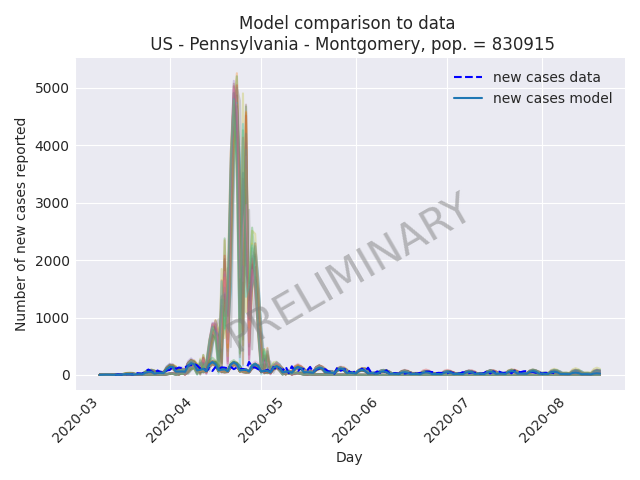 Model comparison to data
US - Pennsylvania - Montgomery, pop. = 830915
new cases data
new cases model
Number of new cases reported
5000
4000
3000
2000
1000
0
PRELIMINARY
2020-03
2020-04
2020-05
2020-06
2020-07
2020-08
Day